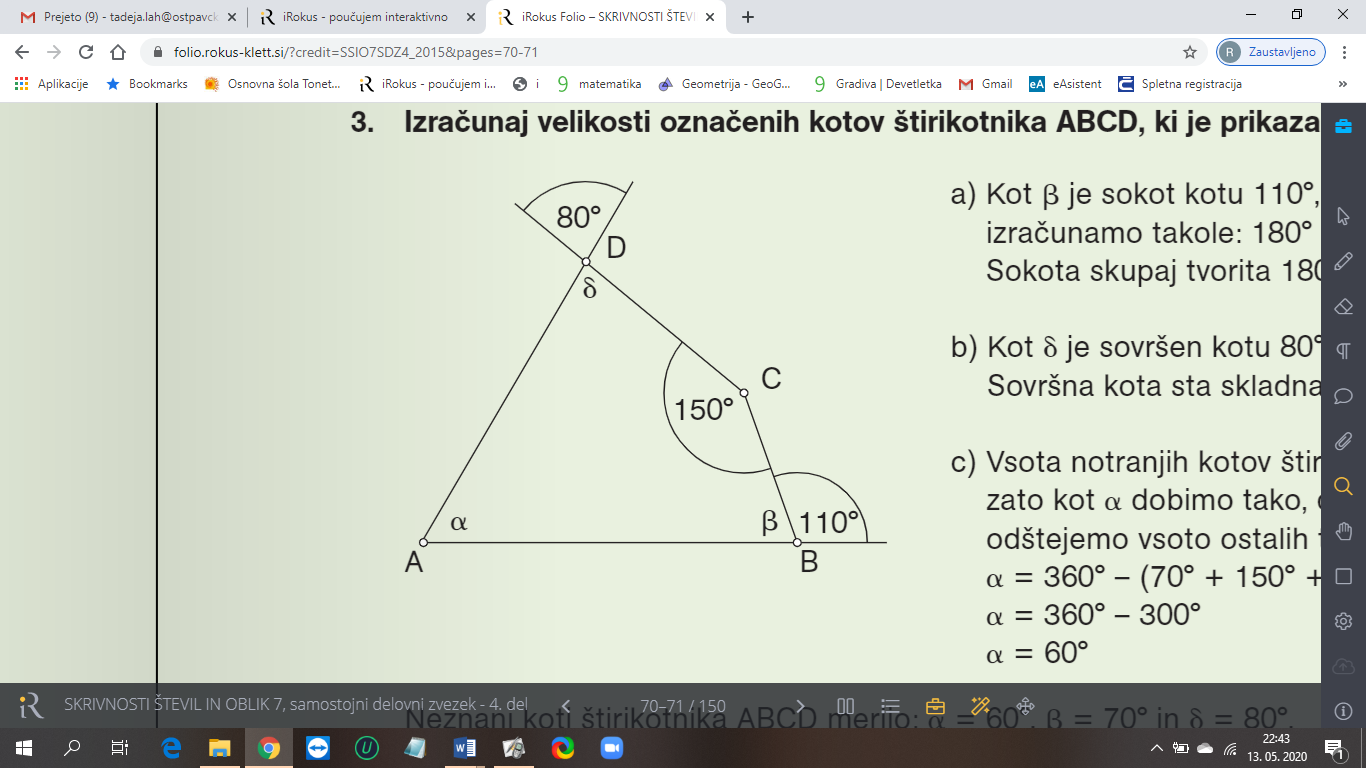 Prejeto (9) - tadeja.lah@ostpavck
iRokus - poučujem interaktivno
iRokus Folio – SKRIVNOSTI ŠTEVI
folio.rokus-klett.si/?credit=SSIO7SDZ4_2015&pages=70-71
R Zaustavljeno
Aplikacije
Bookmarks
Osnovna šola Tonet...
iRokus - poučujem i...
i
matematika
Geometrija - GeoG...
Gradiva | Devetletka
Gmail
eA eAsistent
Spletna registracija
»
3. Izračunaj velikosti označenih kotov štirikotnika ABCD, ki je prikaza
80°
D
δ
C
150°
α
β 110°
A
B
a) Kot β je sokot kotu 110°,
izračunamo takole: 180°
Sokota skupaj tvorita 180
b) Kot δ je sovršen kotu 80°
Sovršna kota sta skladna
c) Vsota notranjih kotov štir
zato kot α dobimo tako,
odštejemo vsoto ostalih
α = 360° – (70° + 150° +
α = 360° – 300°
α = 60°
iR SKRIVNOSTI ŠTEVIL IN OBLIK 7, samostojni delovni zvezek - 4. del
70–71 / 150
Neznani koti štirikotnika ABCD merijo: α = 60°, β = 70° in δ = 80°.
22:43
13. 05. 2020
1